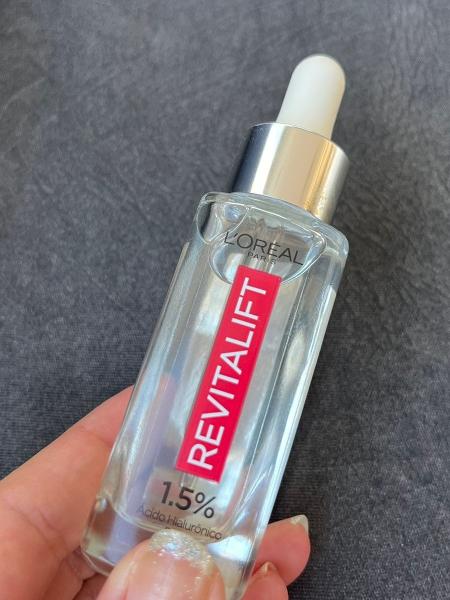 L'ORÉAL
PARIS
REVITALIFT
1.5%
Ácido Hialurônico